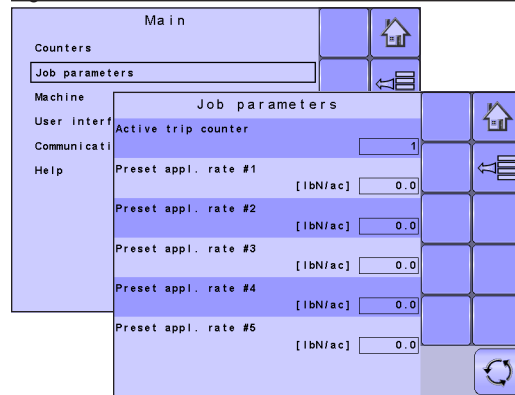 Main
Counters
Job parameters
Machine
User interf
Communicati
Help
Job parameters
Active trip counter
1
Preset appl. rate #1
[lbN/ac] 0.0
Preset appl. rate #2
[lbN/ac] 0.0
Preset appl. rate #3
[lbN/ac] 0.0
Preset appl. rate #4
[lbN/ac] 0.0
Preset appl. rate #5
[lbN/ac] 0.0